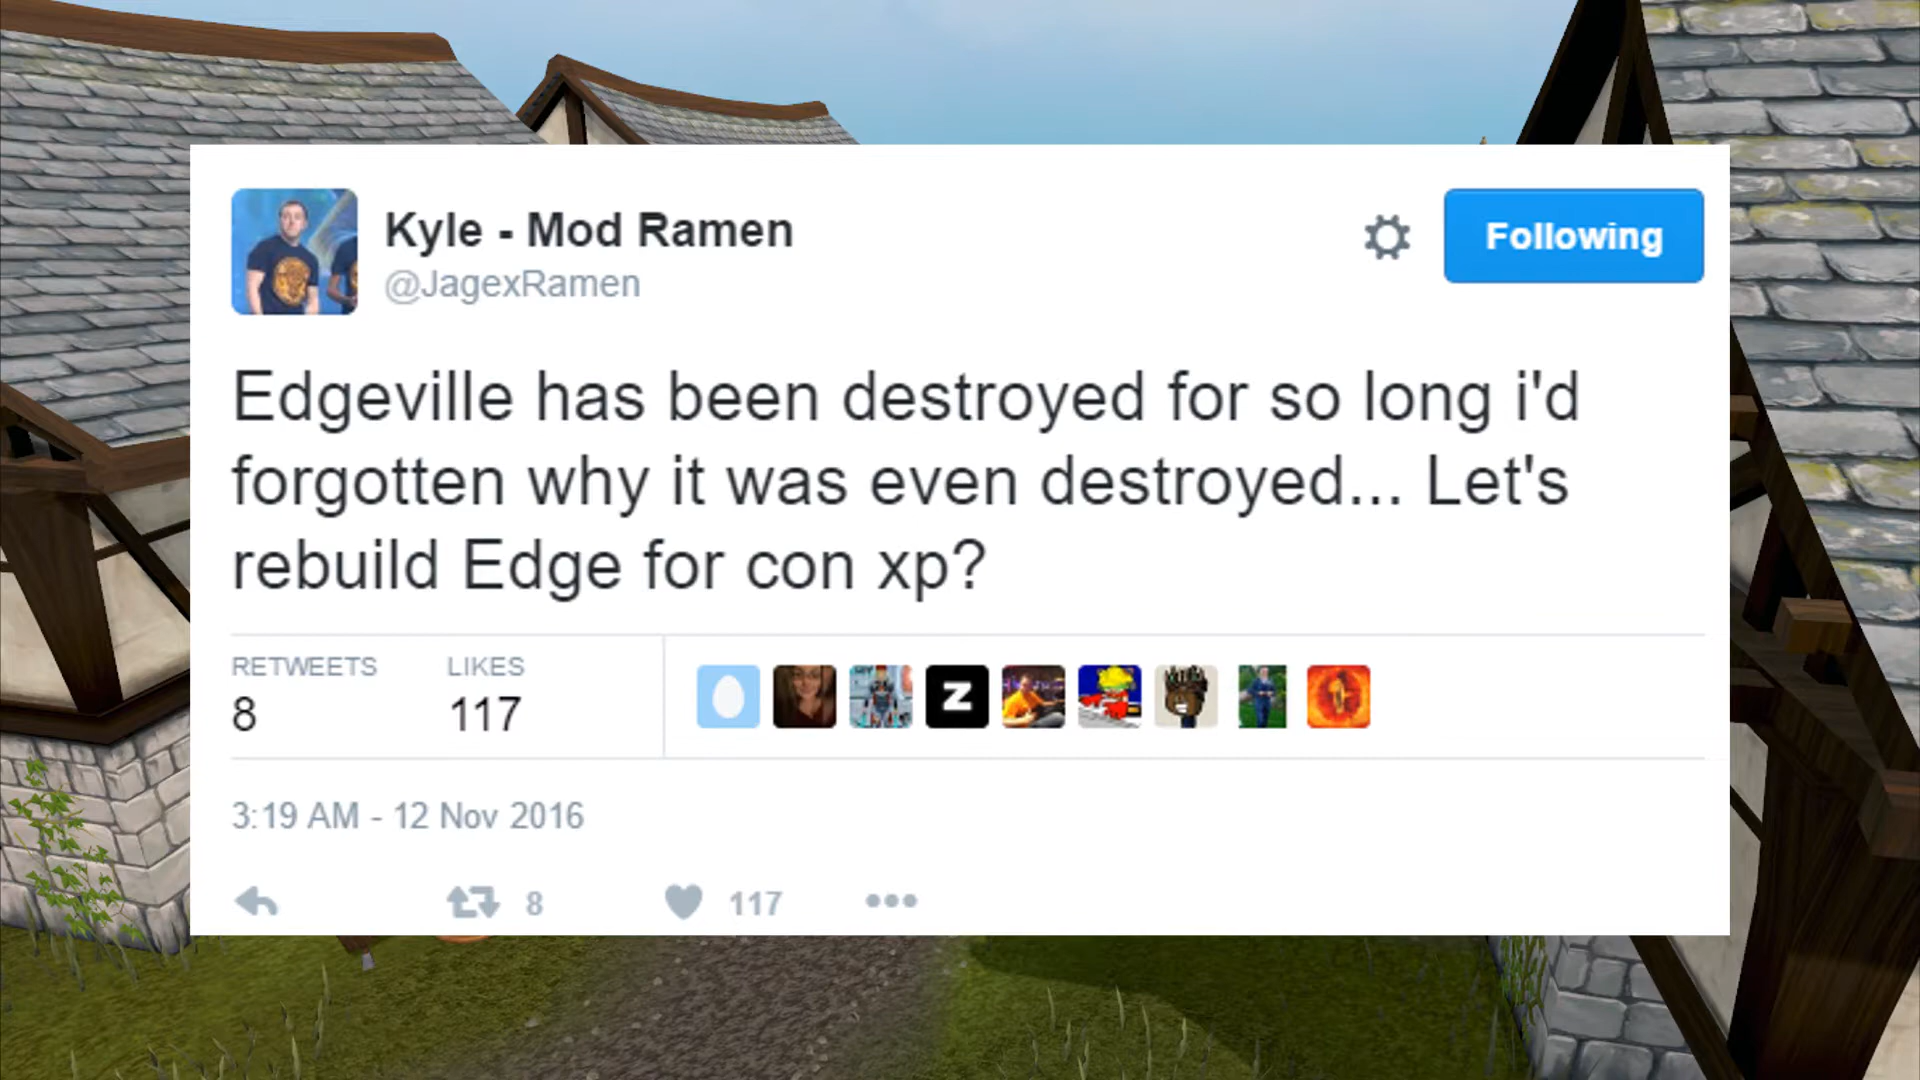 Kyle - Mod Ramen
@JagexRamen
Following
Edgeville has been destroyed for so long i'd
forgotten why it was even destroyed... Let's
rebuild Edge for con xp?
RETWEETS
8
LIKES
117
Z
3:19 AM - 12 Nov 2016
8
117